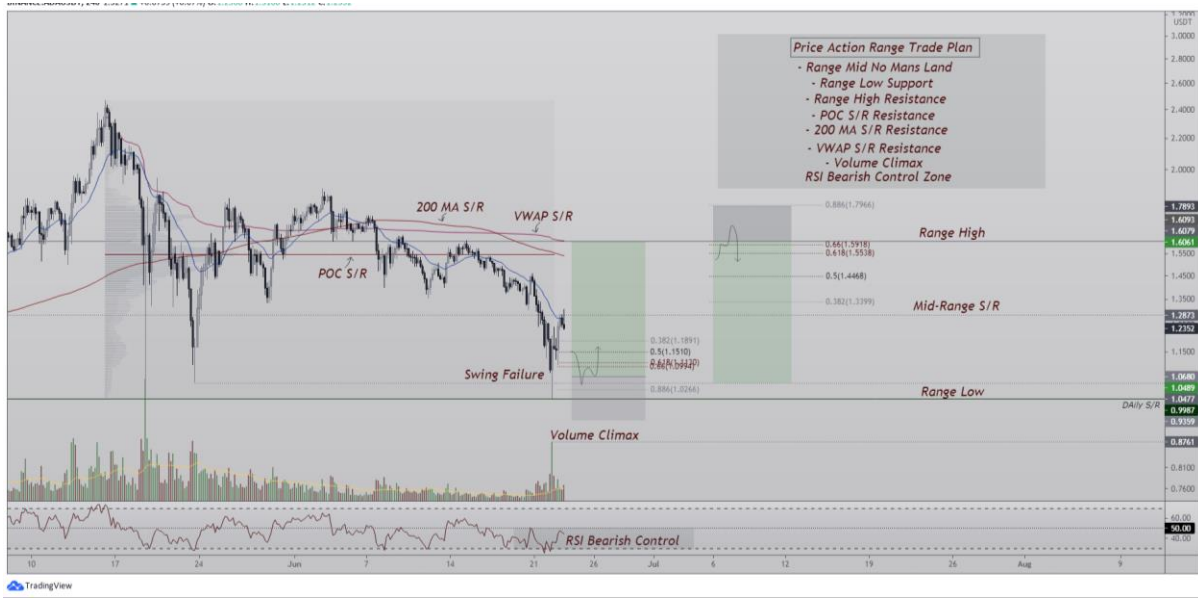 Price Action Range Trade Plan
- Range Mid No Mans Land
- Range Low Support
- Range High Resistance
- POC S/R Resistance
- 200 MA S/R Resistance
- VWAP S/R Resistance
- Volume Climax
RSI Bearish Control Zone
200 MA S/R
VWAP S/R
POC S/R
Swing Failure
Volume Climax
RSI Bearish Control
0.382(1.1891)
0.5(1.1510)
0.886(1.0266)
0.886(1.7966)
0.66(1.5918)
0.618(1.5538)
0.5(1.4468)
0.382(1.3399)
Range High
Mid-Range S/R
Range Low
DAily S/R
USDT
3.0000
2.8000
2.6000
2.4000
2.2000
2.0000
1.7893
1.6093
1.6079
1.6061
1.5500
1.4500
1.3500
1.2873
1.2352
1.1500
1.0680
1.0489
1.0477
0.9987
0.9359
0.8761
0.8100
0.7600
60.00
50.00
40.00
10 17 24 Jun 7 14 21 26 Jul 6 12 19 26 Aug 9
TradingView